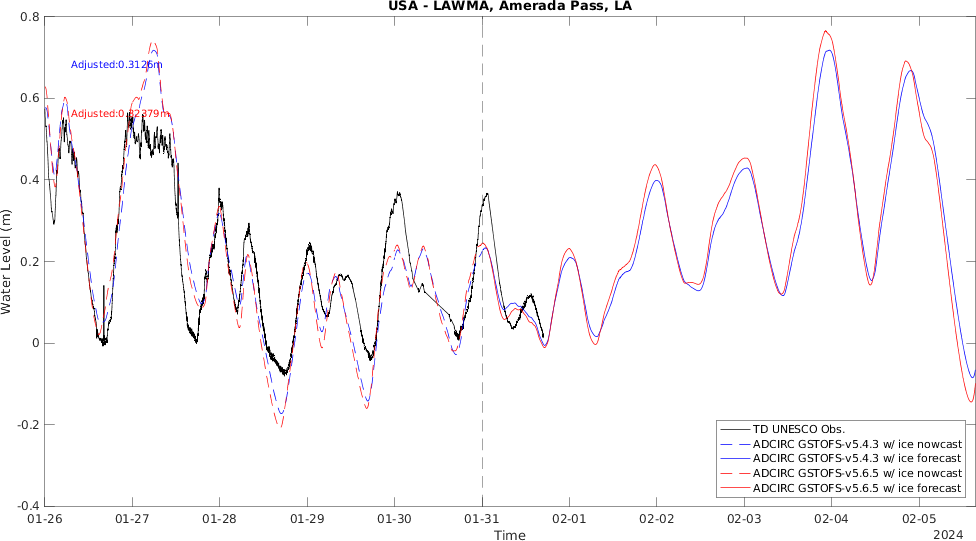 USA - LAWMA, Amerada Pass, LA
0.8
0.6
0.4
0.2
0
-0.2
-0.4
Water Level (m)
Adjusted:0.3126m
Adjusted:0.32379m
TD UNESCO Obs.
ADCIRC GSTOFS-v5.4.3 w/ ice nowcast
ADCIRC GSTOFS-v5.4.3 w/ ice forecast
ADCIRC GSTOFS-v5.6.5 w/ ice nowcast
ADCIRC GSTOFS-v5.6.5 w/ ice forecast
01-26 01-27 01-28 01-29 01-30 01-31 02-01 02-02 02-03 02-04 02-05
Time
2024